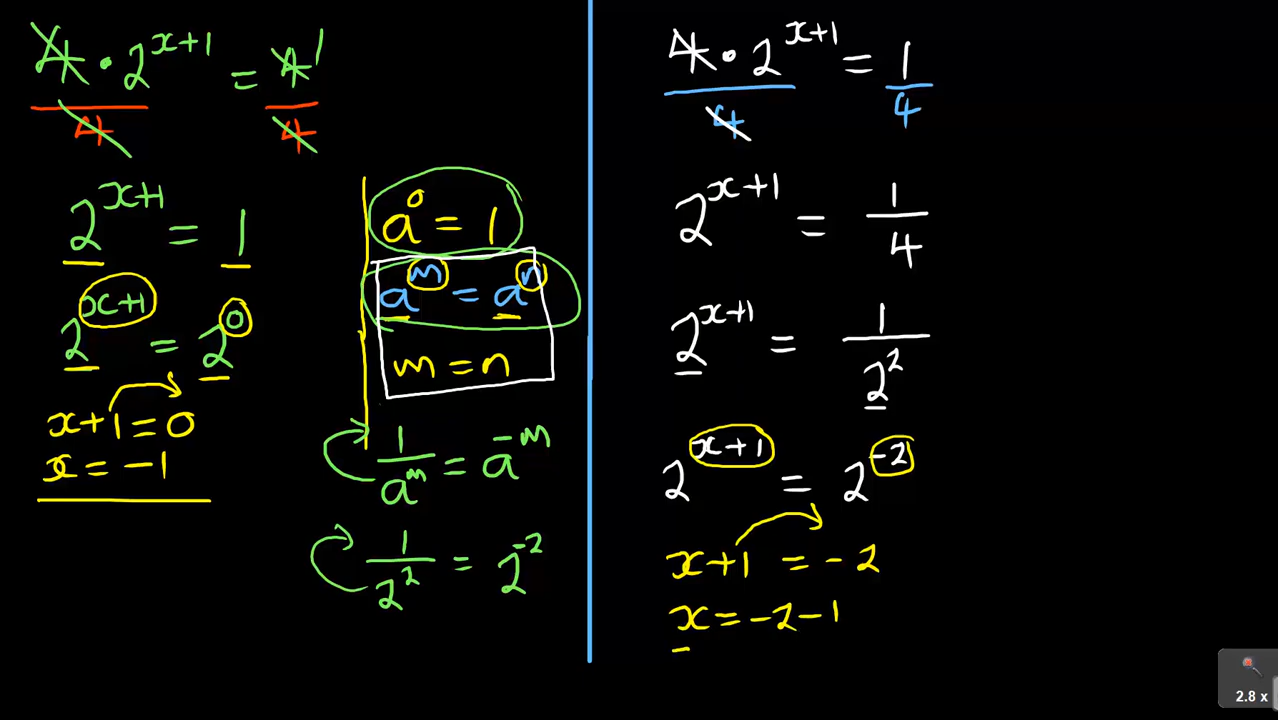 4 · 2^{x+1} = 4 1
4 4
2^{x+1} = 1
2^{x+1} = 2^0
x+1 = 0
x = -1
a^0 = 1
a^m = a^n
m = n
1/a^m = a^{-m}
1/2^2 = 2^{-2}
4 · 2^{x+1} = 1
4 4
2^{x+1} = 1/4
2^{x+1} = 1/2^2
2^{x+1} = 2^{-2}
x+1 = -2
x = -2-1
2.8 x